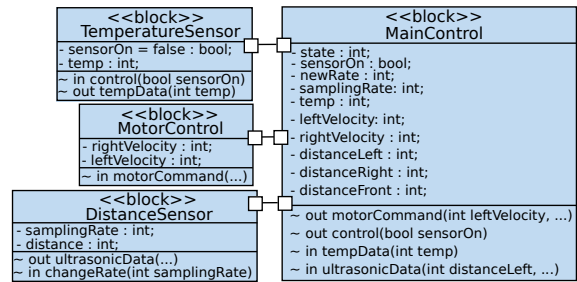 <<block>>
TemperatureSensor
- sensorOn = false : bool;
- temp : int;
~ in control(bool sensorOn)
~ out tempData(int temp)
<<block>>
MotorControl
- rightVelocity : int;
- leftVelocity : int;
~ in motorCommand(...)
<<block>>
DistanceSensor
- samplingRate : int;
- distance : int;
~ out ultrasonicData(...)
~ in changeRate(int samplingRate)
<<block>>
MainControl
- state : int;
- sensorOn : bool;
- newRate : int;
- samplingRate: int;
- temp : int;
- leftVelocity: int;
- rightVelocity : int;
- distanceLeft : int;
- distanceRight : int;
- distanceFront : int;
~ out motorCommand(int leftVelocity, ...)
~ out control(bool sensorOn)
~ in tempData(int temp)
~ in ultrasonicData(int distanceLeft, ...)